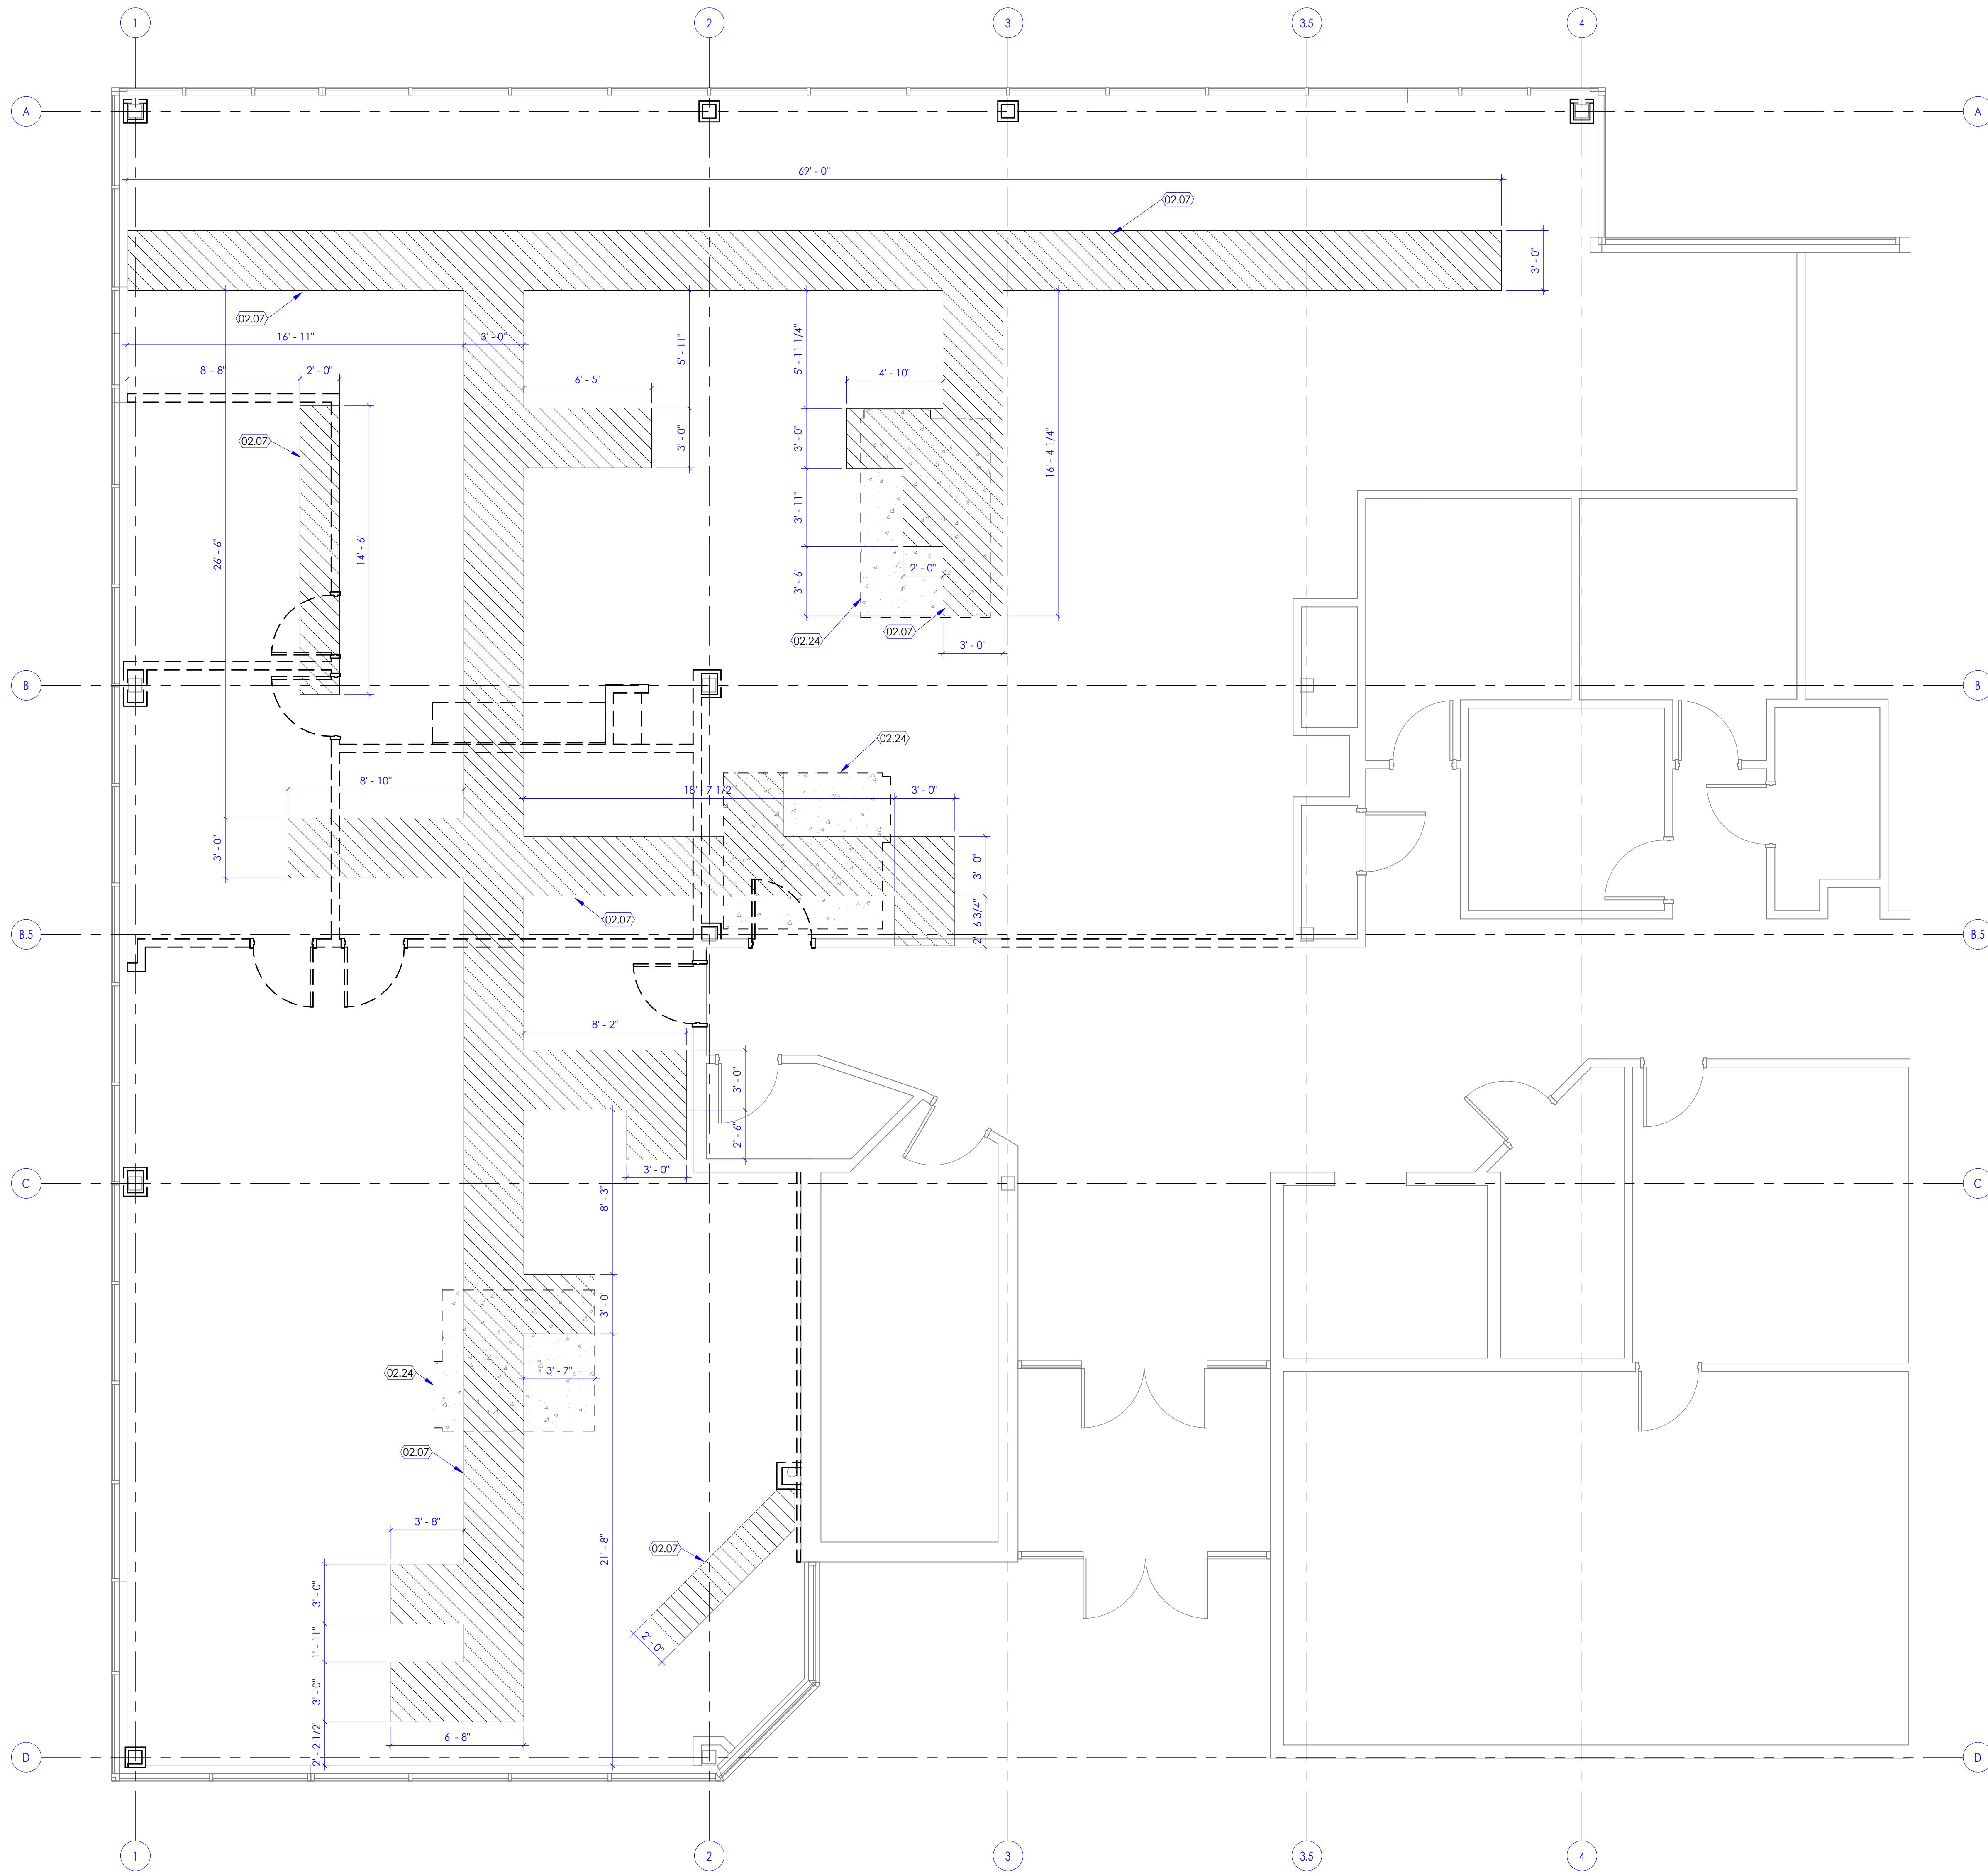 1
2
3
3.5
4
A
A
69' - 0"
02.07
3' - 0"
02.07
16' - 11"
3' - 0"
5' - 11"
5' - 11 1/4"
8' - 8"
2' - 0"
6' - 5"
4' - 10"
02.07
3' - 0"
3' - 0"
16' - 4 1/4"
26' - 6"
14' - 6"
3' - 11"
2' - 0"
3' - 6"
02.24
02.07
3' - 0"
B
B
02.24
8' - 10"
18' - 7 1/2"
3' - 0"
3' - 0"
3' - 0"
02.07
2' - 6 3/4"
B.5
B.5
8' - 2"
3' - 0"
2' - 6"
3' - 0"
C
C
8' - 3"
3' - 0"
02.24
3' - 7"
02.07
3' - 8"
02.07
21' - 8"
3' - 0"
1' - 11"
2' - 0"
3' - 0"
6' - 8"
2' - 2 1/2"
D
D
1
2
3
3.5
4